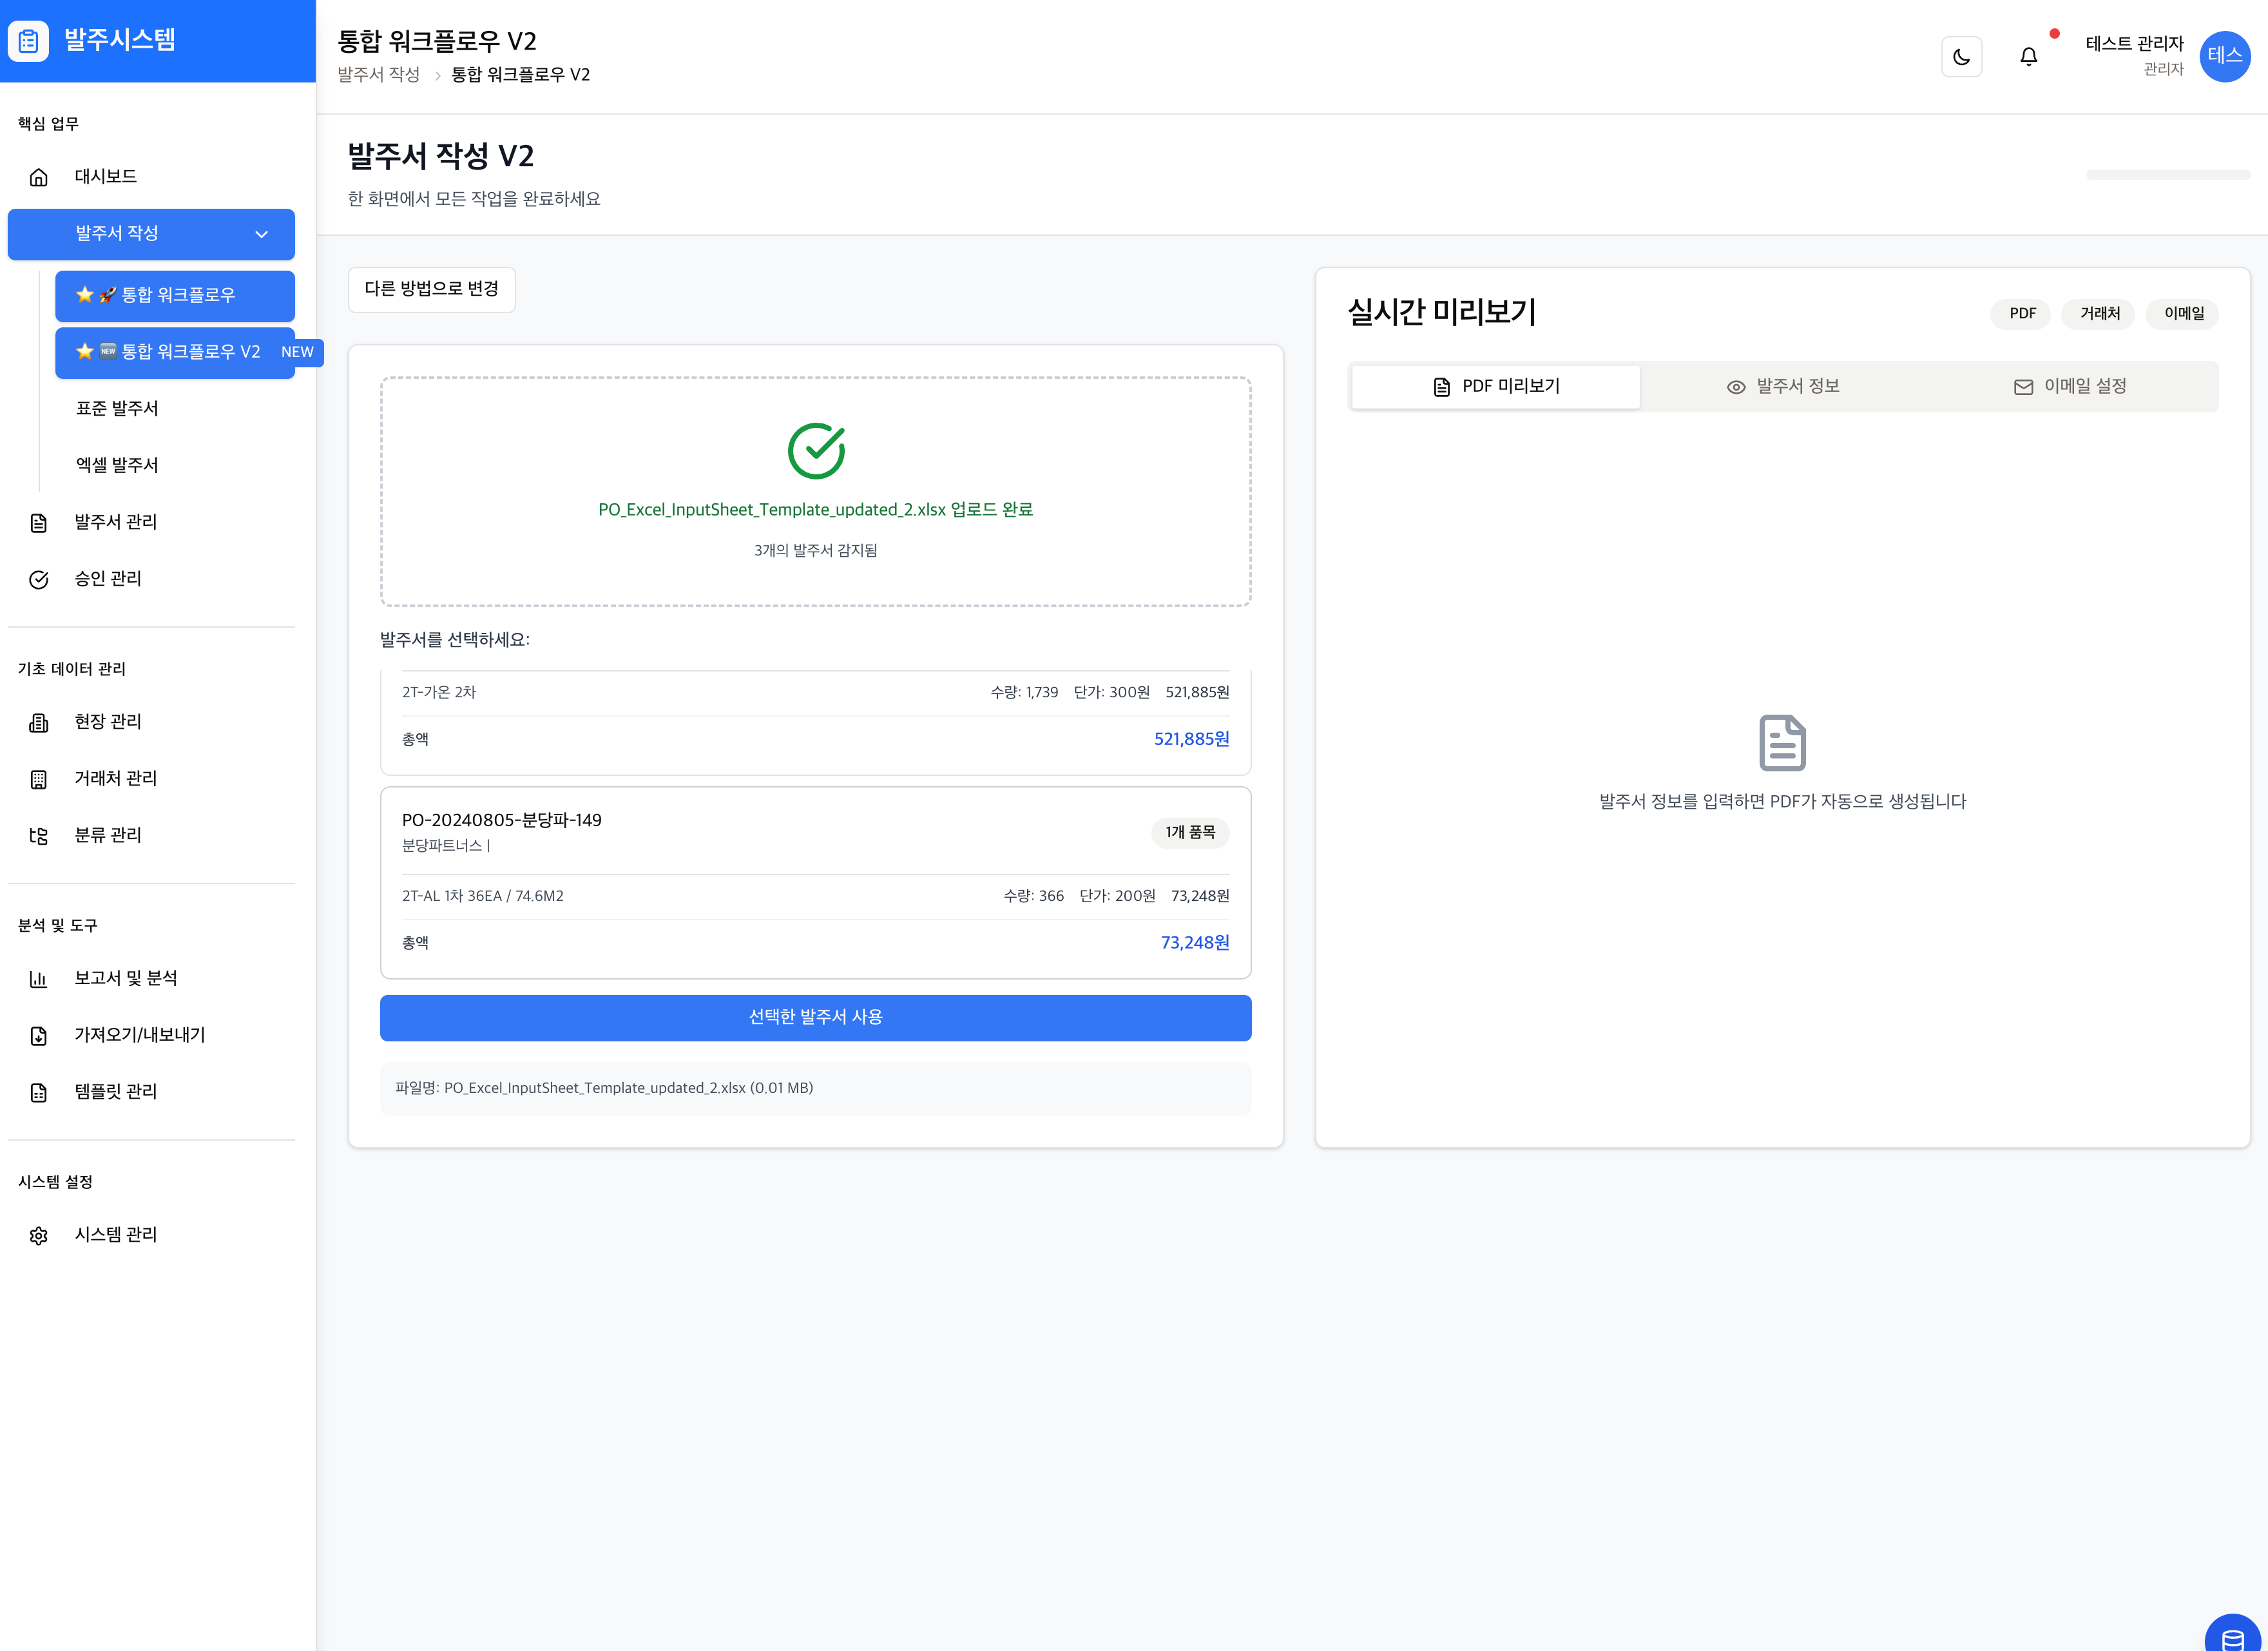 발주시스템
핵심 업무
대시보드
발주서 작성
⭐ 🚀 통합 워크플로우
⭐ 🆕 통합 워크플로우 V2 NEW
표준 발주서
엑셀 발주서
발주서 관리
승인 관리
기초 데이터 관리
현장 관리
거래처 관리
분류 관리
분석 및 도구
보고서 및 분석
가져오기/내보내기
템플릿 관리
시스템 설정
시스템 관리
통합 워크플로우 V2
발주서 작성 > 통합 워크플로우 V2
테스트 관리자
관리자
테스
발주서 작성 V2
한 화면에서 모든 작업을 완료하세요
다른 방법으로 변경
PO_Excel_InputSheet_Template_updated_2.xlsx 업로드 완료
3개의 발주서 감지됨
발주서를 선택하세요:
2T-가온 2차 수량: 1,739 단가: 300원 521,885원
총액 521,885원
PO-20240805-분당파-149
분당파트너스 |
1개 품목
2T-AL 1차 36EA / 74.6M2 수량: 366 단가: 200원 73,248원
총액 73,248원
선택한 발주서 사용
파일명: PO_Excel_InputSheet_Template_updated_2.xlsx (0.01 MB)
실시간 미리보기
PDF 거래처 이메일
PDF 미리보기 발주서 정보 이메일 설정
발주서 정보를 입력하면 PDF가 자동으로 생성됩니다